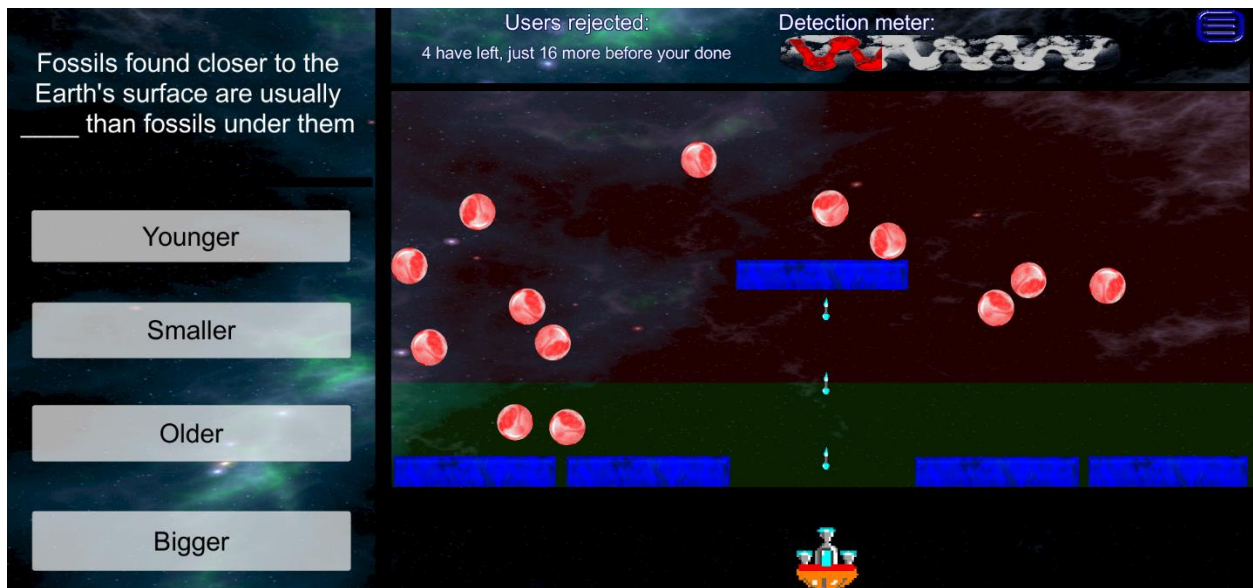 Fossils found closer to the
Earth's surface are usually
____ than fossils under them
Younger
Smaller
Older
Bigger
Users rejected:
4 have left, just 16 more before your done
Detection meter: